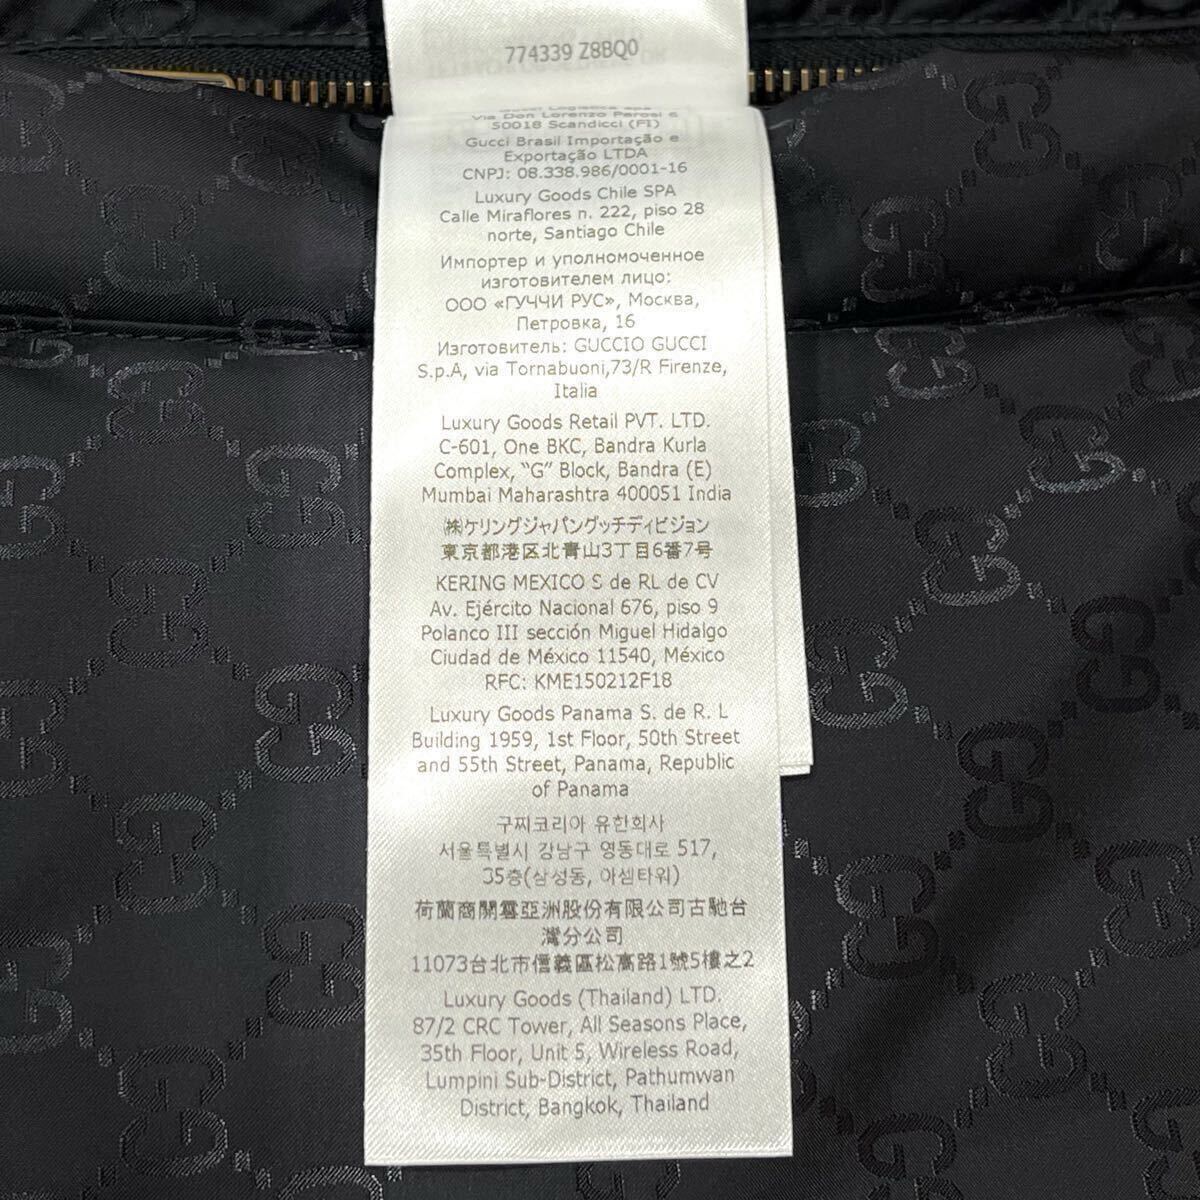 774339 Z8BQ0
Via Don Lorenzo Perosi 6
50018 Scandicci (FI)
Gucci Brasil Importação e
Exportação LTDA
CNPJ: 08.338.986/0001-16
Luxury Goods Chile SPA
Calle Miraflores n. 222, piso 28
norte, Santiago Chile
Импортер и уполномоченное
изготовителем лицо:
ООО «ГУЧЧИ РУС», Москва,
Петровка, 16
Изготовитель: GUCCIO GUCCI
S.p.A, via Tornabuoni,73/R Firenze,
Italia
Luxury Goods Retail PVT. LTD.
C-601, One BKC, Bandra Kurla
Complex, “G” Block, Bandra (E)
Mumbai Maharashtra 400051 India
㈱ケリングジャパングッチディビジョン
東京都港区北青山3丁目6番7号
KERING MEXICO S de RL de CV
Av. Ejército Nacional 676, piso 9
Polanco III sección Miguel Hidalgo
Ciudad de México 11540, México
RFC: KME150212F18
Luxury Goods Panama S. de R. L
Building 1959, 1st Floor, 50th Street
and 55th Street, Panama, Republic
of Panama
구찌코리아 유한회사
서울특별시 강남구 영동대로 517,
35층(삼성동, 아셈타워)
荷蘭商開雲亞洲股份有限公司古馳台
灣分公司
11073台北市信義區松高路1號5樓之2
Luxury Goods (Thailand) LTD.
87/2 CRC Tower, All Seasons Place,
35th Floor, Unit 5, Wireless Road,
Lumpini Sub-District, Pathumwan
District, Bangkok, Thailand